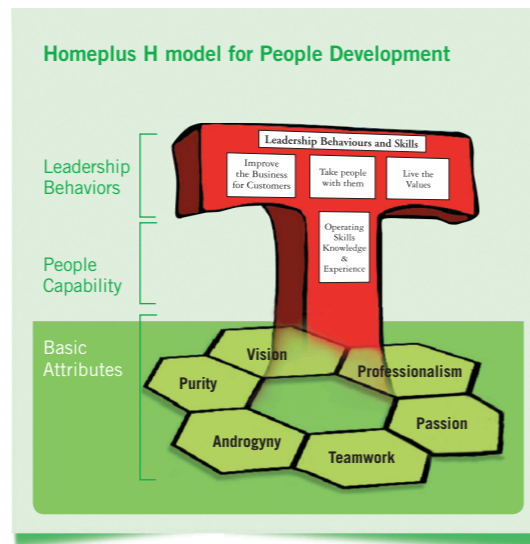 Homeplus H model for People Development
Leadership
Behaviors
Leadership Behaviours and Skills
Improve
the Business
for Customers
Take people
with them
Live the
Values
People
Capability
Operating
Skills
Knowledge
&
Experience
Basic
Attributes
Vision
Professionalism
Purity
Passion
Androgyny
Teamwork